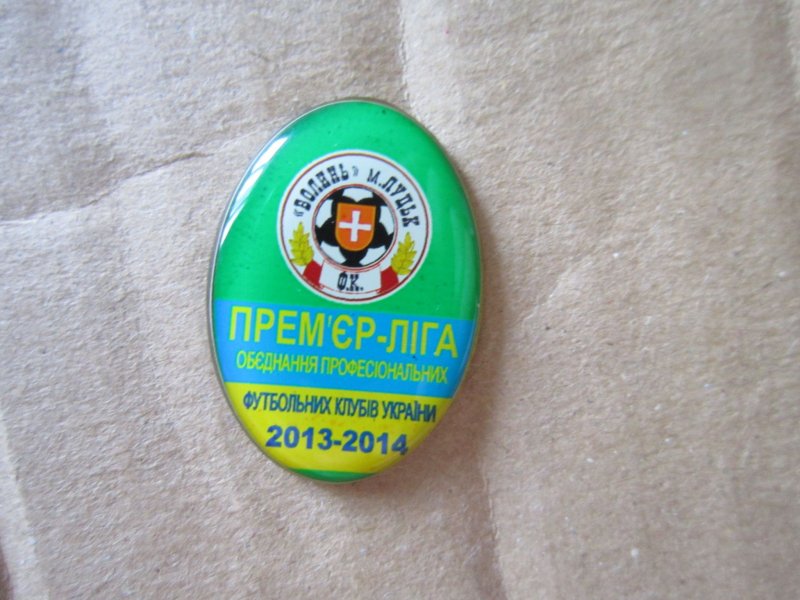 «ВОЛИНЬ» м.ЛУЦЬК
Ф.К.
ПРЕМ'ЄР-ЛІГА
ОБЄДНАННЯ ПРОФЕСІОНАЛЬНИХ
ФУТБОЛЬНИХ КЛУБІВ УКРАЇНИ
2013-2014